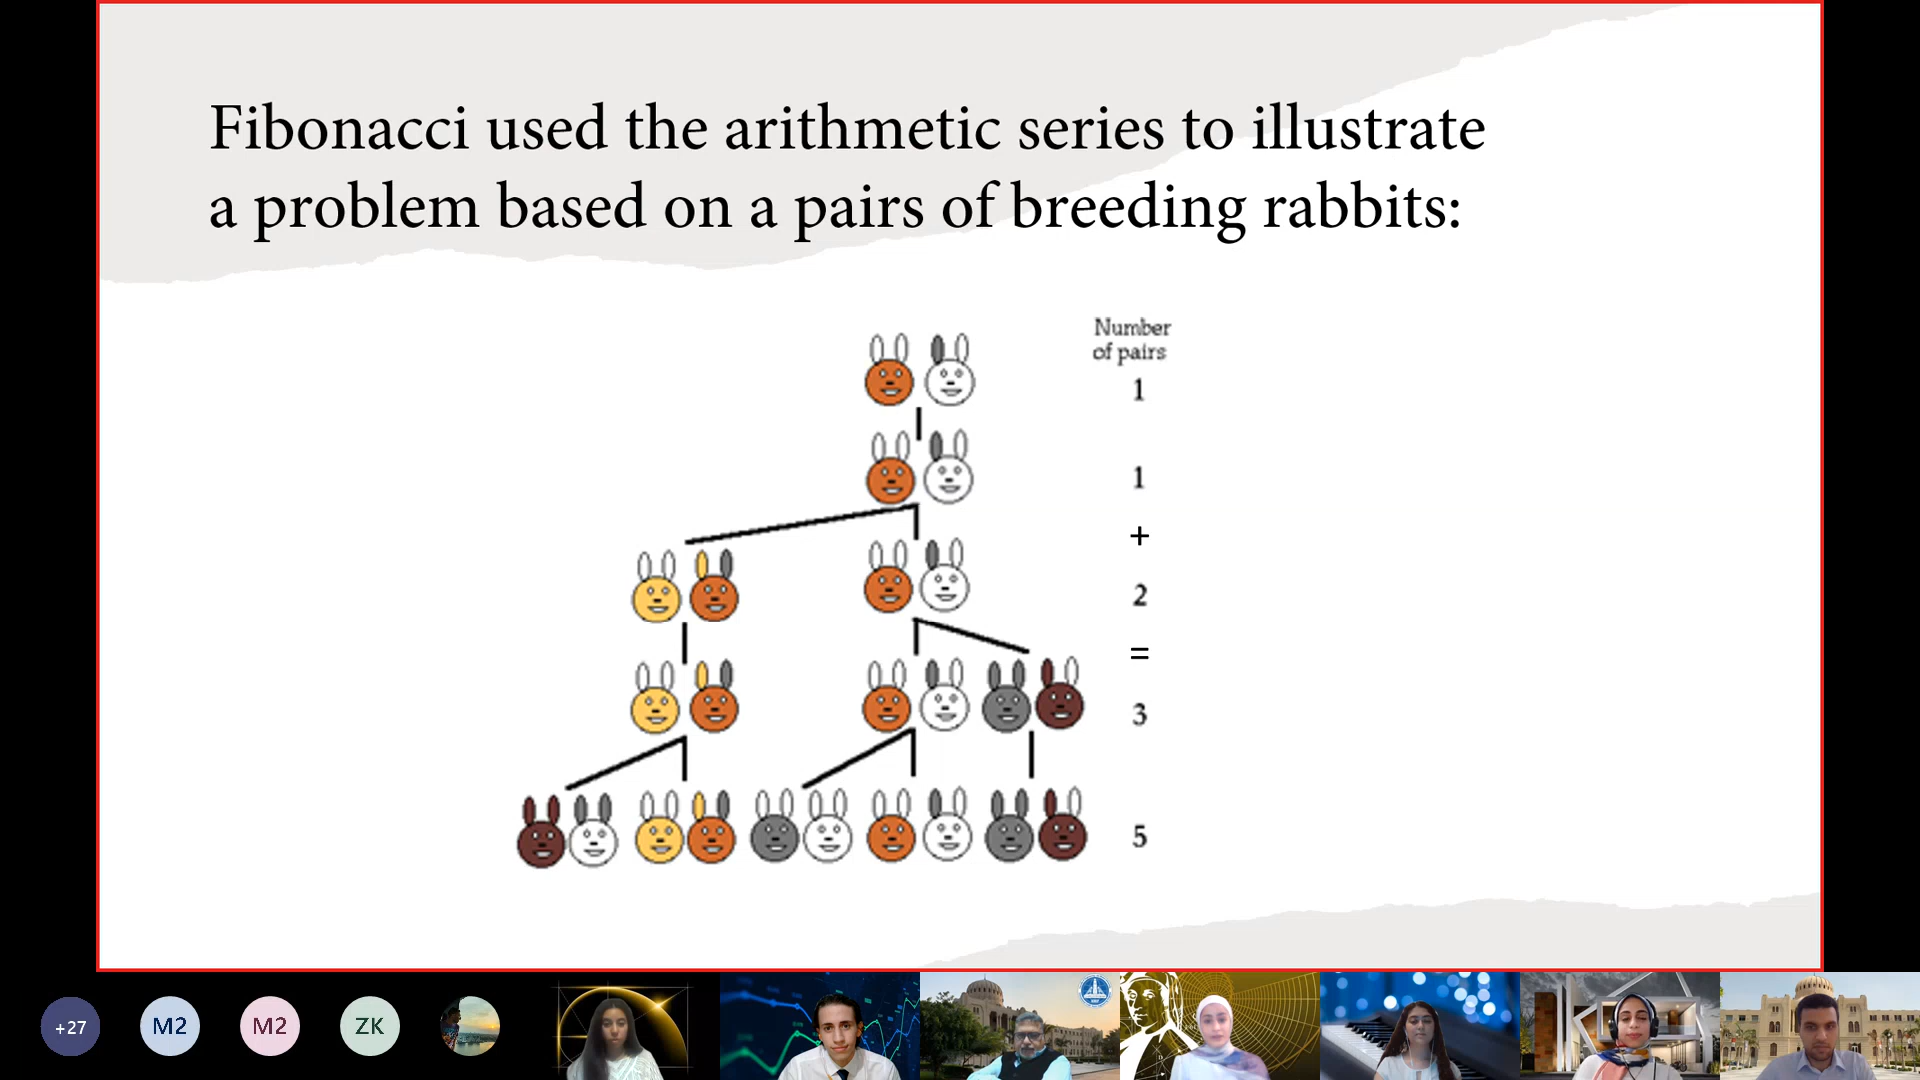 Fibonacci used the arithmetic series to illustrate
a problem based on a pairs of breeding rabbits:
Number
of pairs
1
1
+
2
=
3
5
+27
M2
M2
ZK